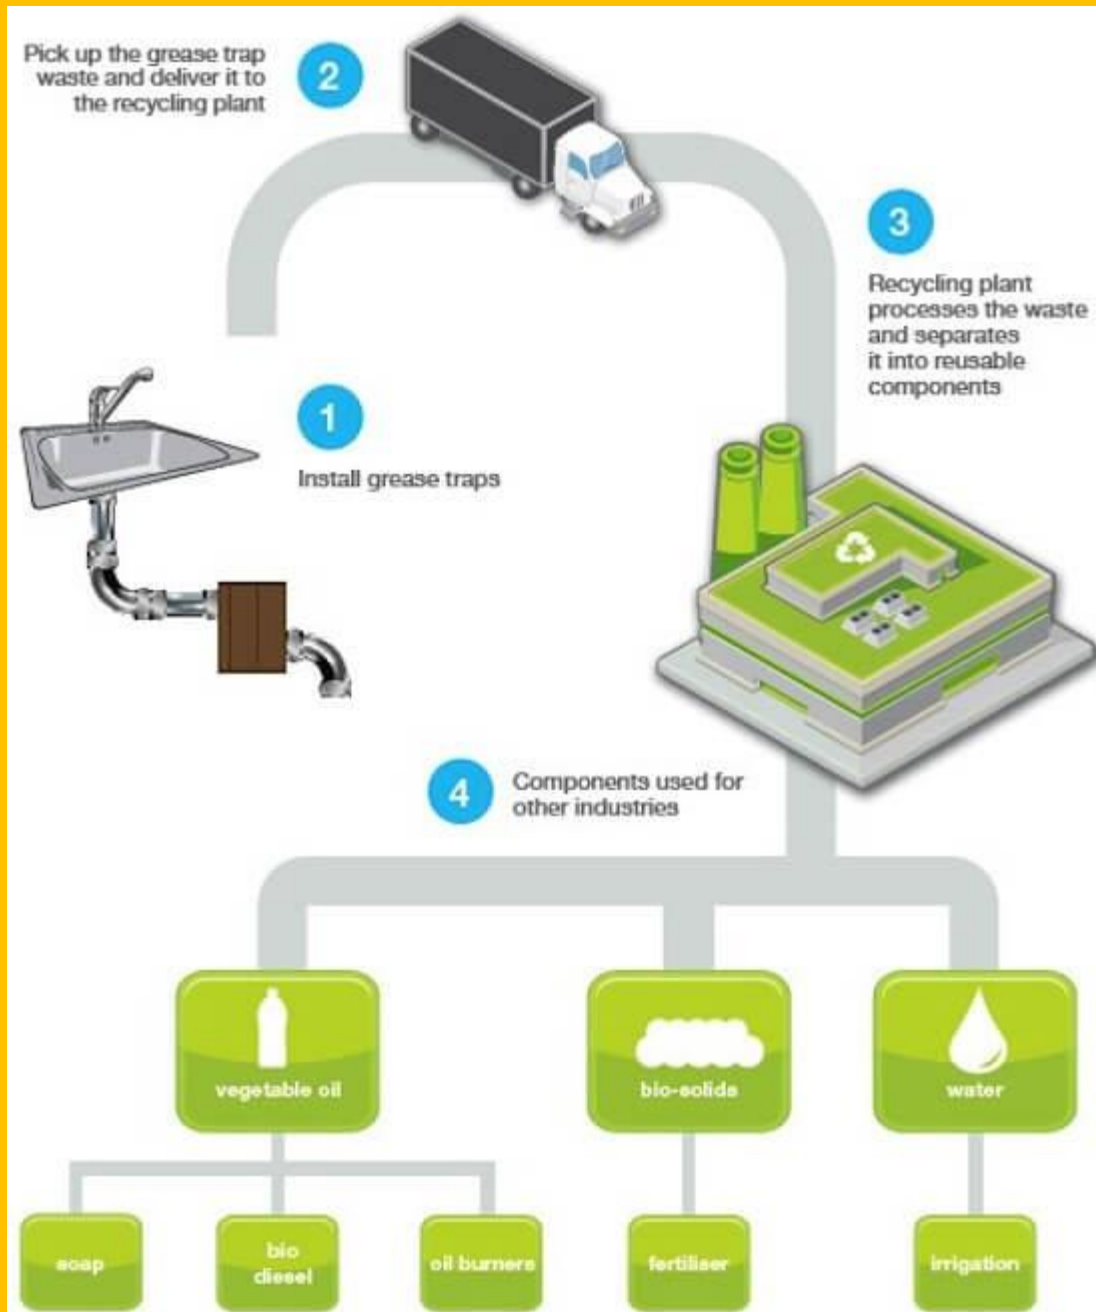 Pick up the grease trap
waste and deliver it to
the recycling plant
2
3
Recycling plant
processes the waste
and separates
it into reusable
components
1
Install grease traps
4
Components used for
other industries
vegetable oil
bio-solids
water
soap
bio
diesel
oil burners
fertiliser
irrigation